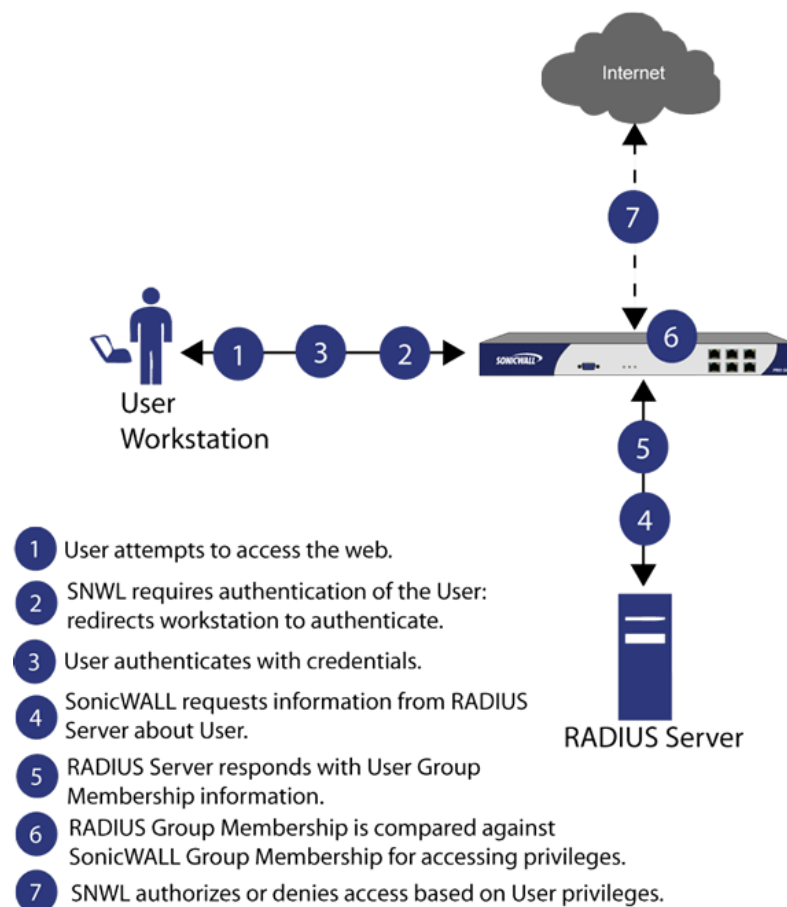 Internet
7
6
SONICWALL
1
3
2
User
Workstation
5
4
RADIUS Server
1 User attempts to access the web.
2 SNWL requires authentication of the User:
redirects workstation to authenticate.
3 User authenticates with credentials.
4 SonicWALL requests information from RADIUS
Server about User.
5 RADIUS Server responds with User Group
Membership information.
6 RADIUS Group Membership is compared against
SonicWALL Group Membership for accessing privileges.
7 SNWL authorizes or denies access based on User privileges.